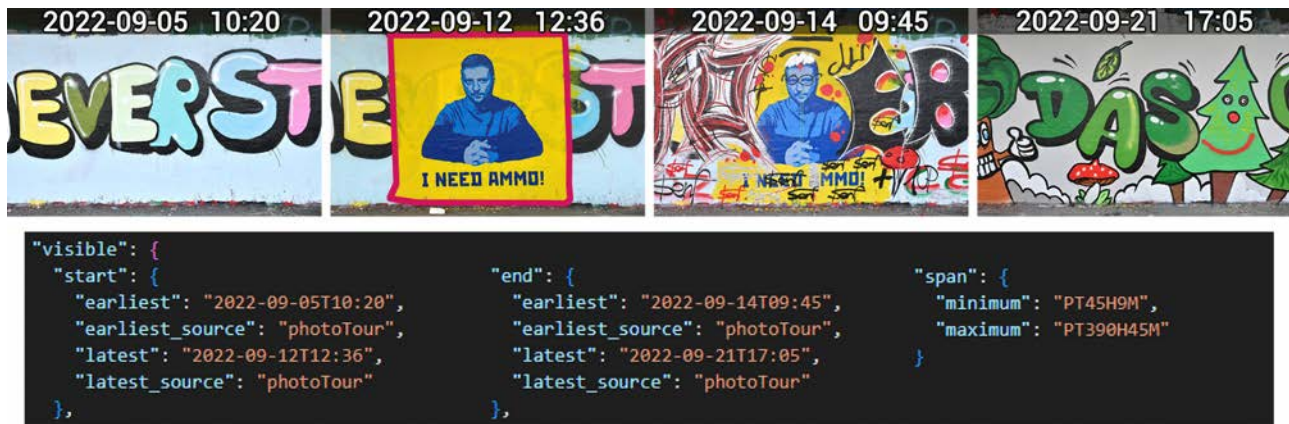 2022-09-05 10:20
2022-09-12 12:36
2022-09-14 09:45
2022-09-21 17:05
EVERST
E
ST
I NEED AMMO!
ER
I N MMO!
DAS
"visible": {
"start": {
"earliest": "2022-09-05T10:20",
"earliest_source": "photoTour",
"latest": "2022-09-12T12:36",
"latest_source": "photoTour"
},
"end": {
"earliest": "2022-09-14T09:45",
"earliest_source": "photoTour",
"latest": "2022-09-21T17:05",
"latest_source": "photoTour"
},
"span": {
"minimum": "PT45H9M",
"maximum": "PT390H45M"
}